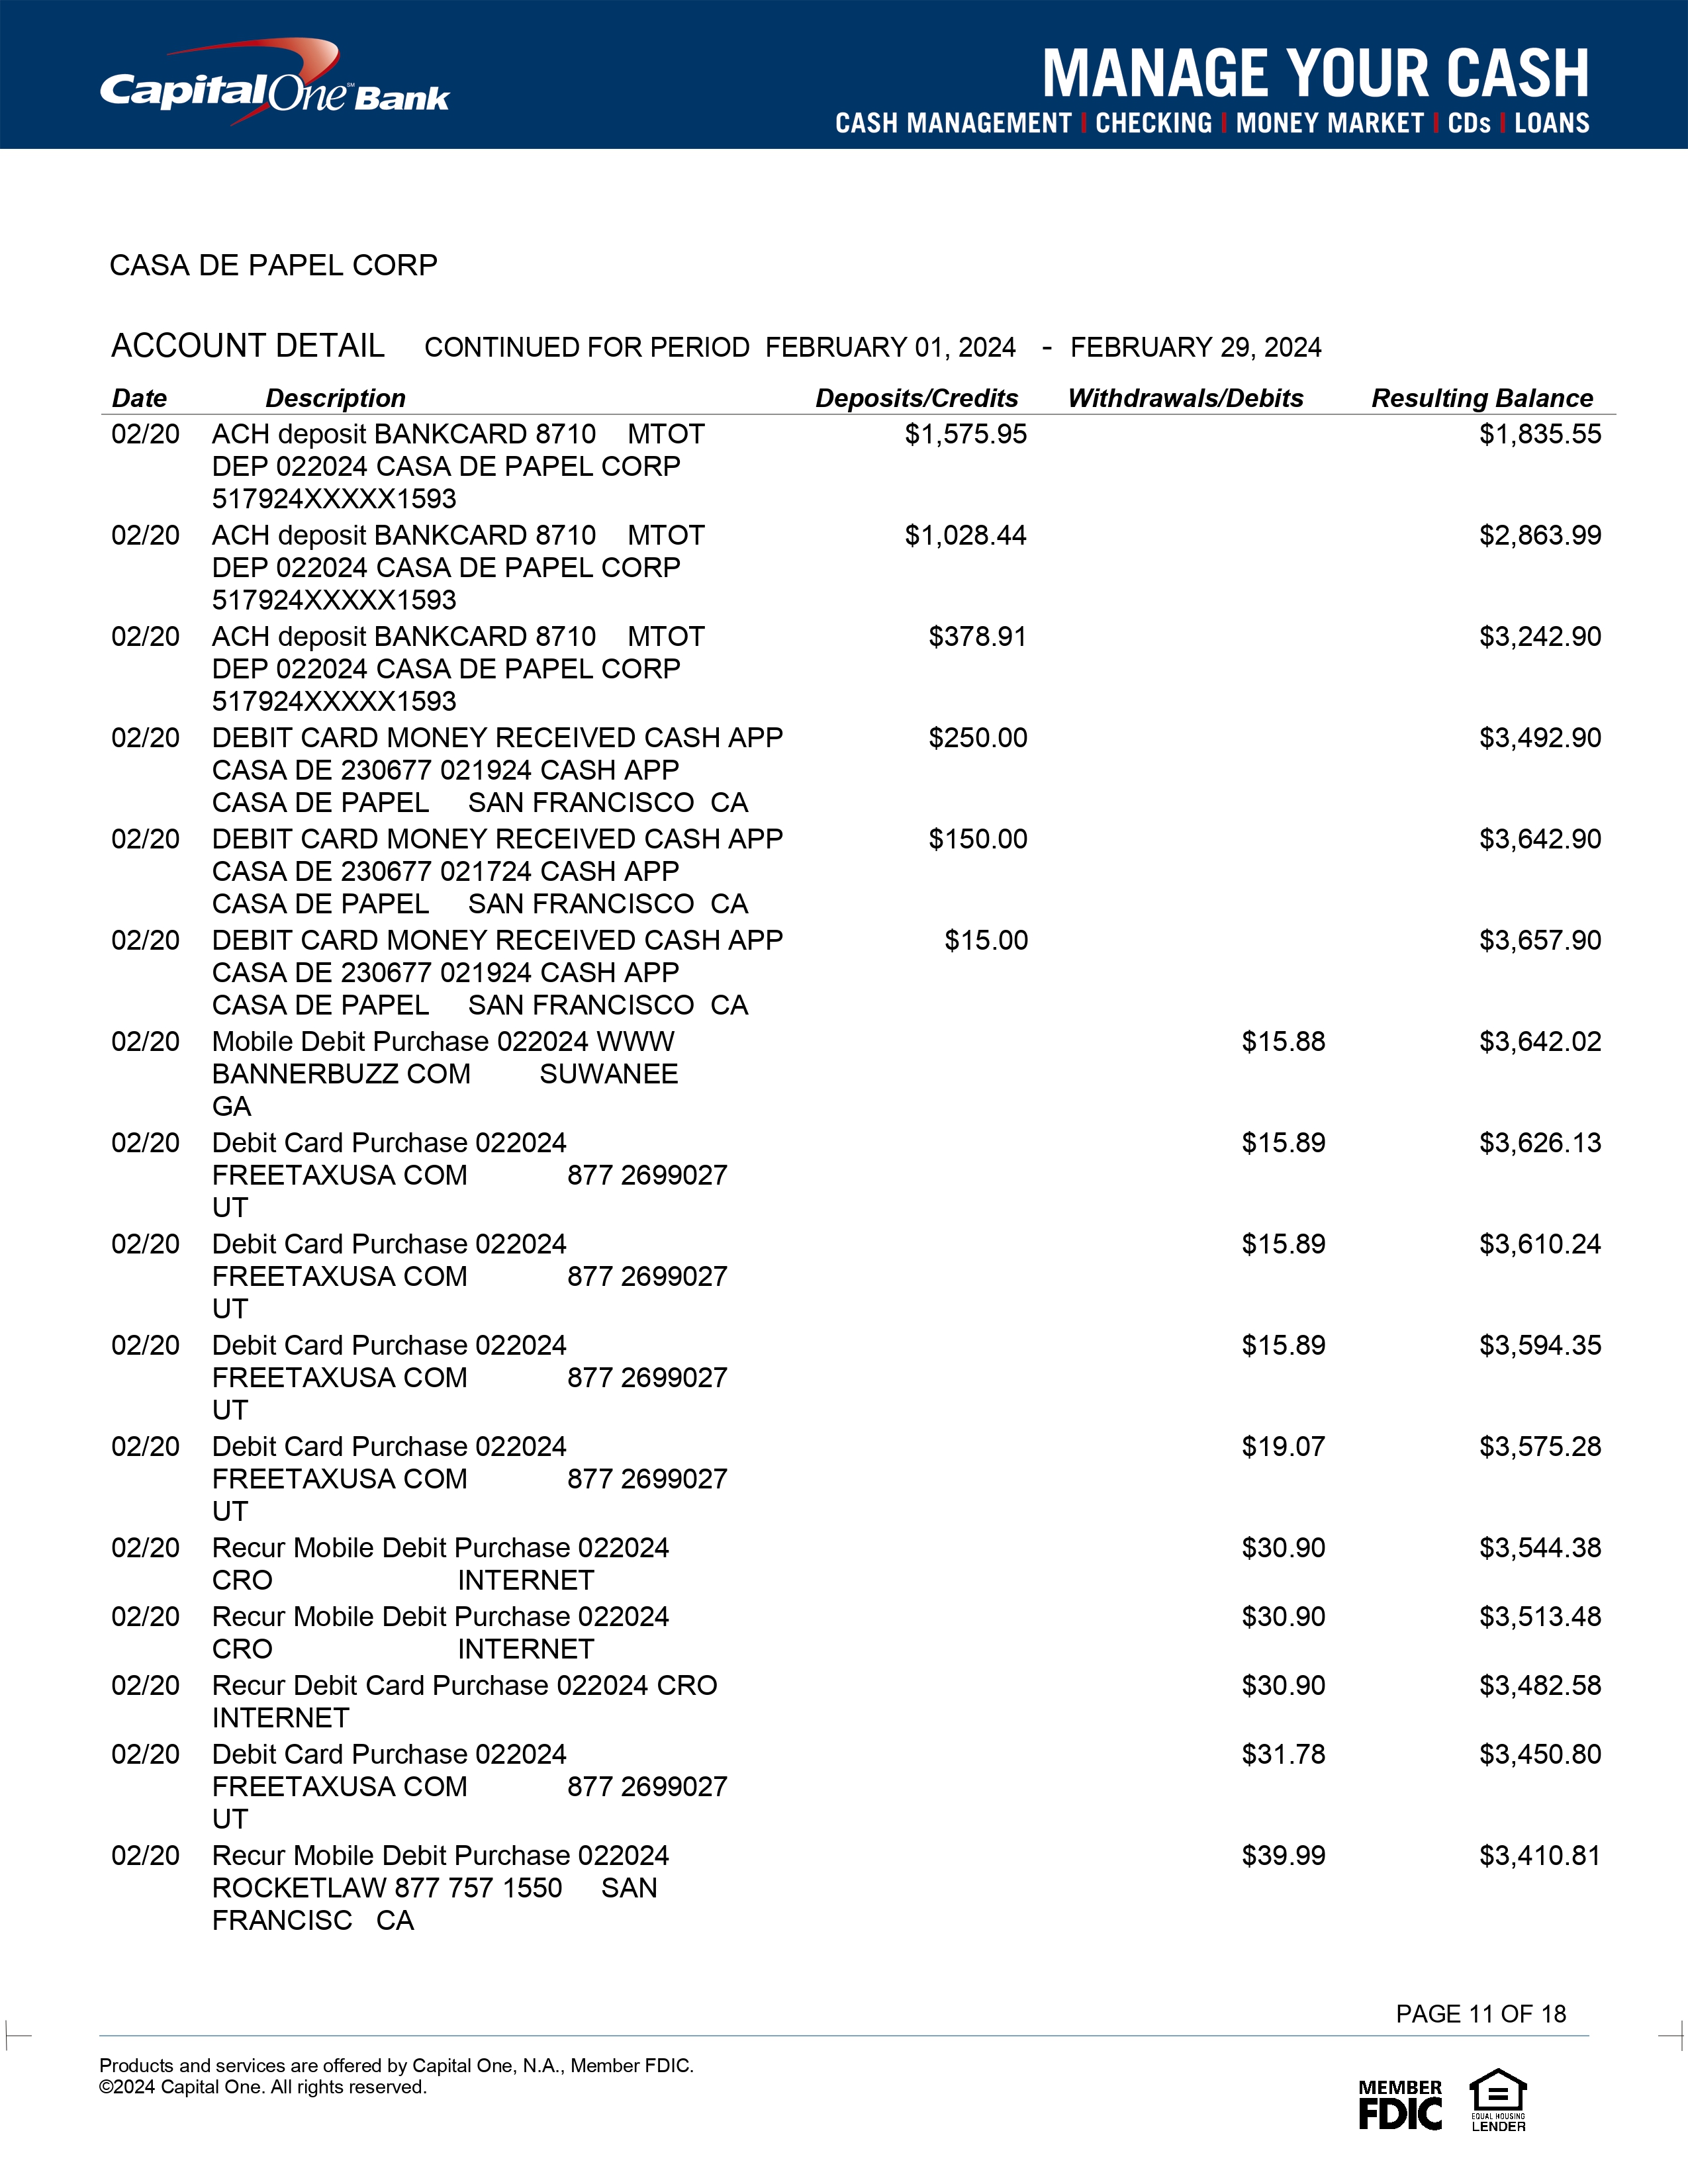 CapitalOne Bank
MANAGE YOUR CASH
CASH MANAGEMENT | CHECKING | MONEY MARKET | CDs | LOANS
CASA DE PAPEL CORP
ACCOUNT DETAIL CONTINUED FOR PERIOD FEBRUARY 01, 2024 - FEBRUARY 29, 2024
Date Description Deposits/Credits Withdrawals/Debits Resulting Balance
02/20 ACH deposit BANKCARD 8710 MTOT $1,575.95 $1,835.55
DEP 022024 CASA DE PAPEL CORP
517924XXXXX1593
02/20 ACH deposit BANKCARD 8710 MTOT $1,028.44 $2,863.99
DEP 022024 CASA DE PAPEL CORP
517924XXXXX1593
02/20 ACH deposit BANKCARD 8710 MTOT $378.91 $3,242.90
DEP 022024 CASA DE PAPEL CORP
517924XXXXX1593
02/20 DEBIT CARD MONEY RECEIVED CASH APP $250.00 $3,492.90
CASA DE 230677 021924 CASH APP
CASA DE PAPEL SAN FRANCISCO CA
02/20 DEBIT CARD MONEY RECEIVED CASH APP $150.00 $3,642.90
CASA DE 230677 021724 CASH APP
CASA DE PAPEL SAN FRANCISCO CA
02/20 DEBIT CARD MONEY RECEIVED CASH APP $15.00 $3,657.90
CASA DE 230677 021924 CASH APP
CASA DE PAPEL SAN FRANCISCO CA
02/20 Mobile Debit Purchase 022024 WWW $15.88 $3,642.02
BANNERBUZZ COM SUWANEE
GA
02/20 Debit Card Purchase 022024 $15.89 $3,626.13
FREETAXUSA COM 877 2699027
UT
02/20 Debit Card Purchase 022024 $15.89 $3,610.24
FREETAXUSA COM 877 2699027
UT
02/20 Debit Card Purchase 022024 $15.89 $3,594.35
FREETAXUSA COM 877 2699027
UT
02/20 Debit Card Purchase 022024 $19.07 $3,575.28
FREETAXUSA COM 877 2699027
UT
02/20 Recur Mobile Debit Purchase 022024 $30.90 $3,544.38
CRO INTERNET
02/20 Recur Mobile Debit Purchase 022024 $30.90 $3,513.48
CRO INTERNET
02/20 Recur Debit Card Purchase 022024 CRO $30.90 $3,482.58
INTERNET
02/20 Debit Card Purchase 022024 $31.78 $3,450.80
FREETAXUSA COM 877 2699027
UT
02/20 Recur Mobile Debit Purchase 022024 $39.99 $3,410.81
ROCKETLAW 877 757 1550 SAN
FRANCISC CA
PAGE 11 OF 18
Products and services are offered by Capital One, N.A., Member FDIC.
©2024 Capital One. All rights reserved.
MEMBER
FDIC
EQUAL HOUSING
LENDER